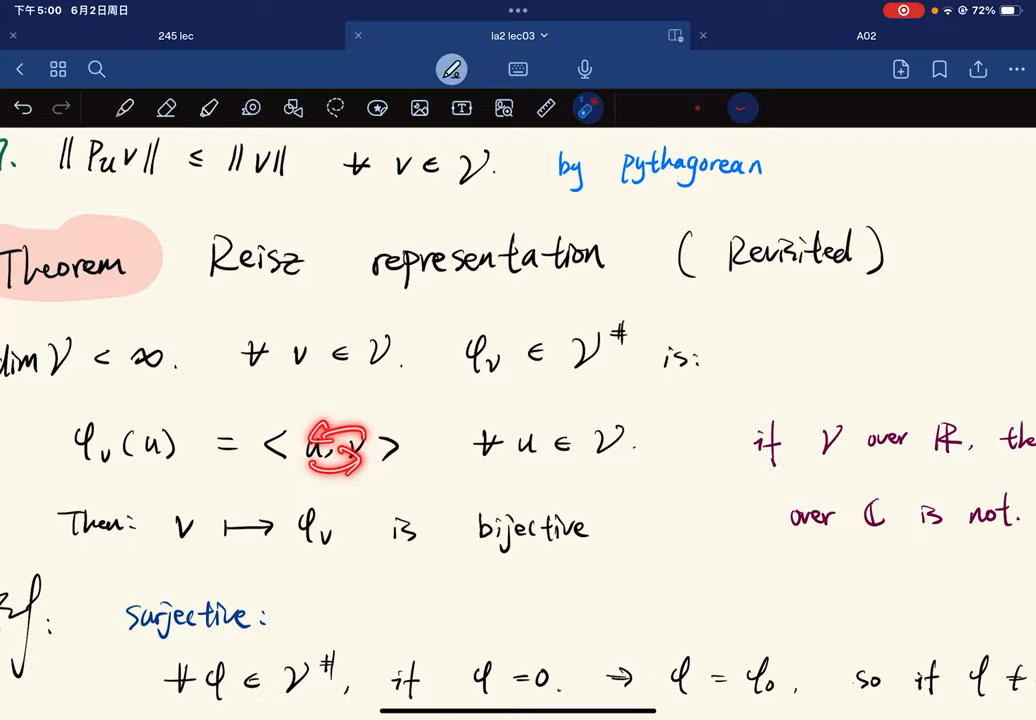 下午5:00 6月2日周日
72%
245 lec
la2 lec03
A02
7. ‖P_u v‖ ≤ ‖v‖ ∀ v ∈ 𝒱. by pythagorean
Theorem Reisz representation (Revisited)
dim 𝒱 < ∞. ∀ v ∈ 𝒱. φ_v ∈ 𝒱^# is:
φ_v(u) = <u, v> ∀ u ∈ 𝒱. if 𝒱 over ℝ, the
Then: v ↦ φ_v is bijective over ℂ is not.
pf:
surjective:
∀ φ ∈ 𝒱^#, if φ = 0. → φ = φ_0, so if φ ≠